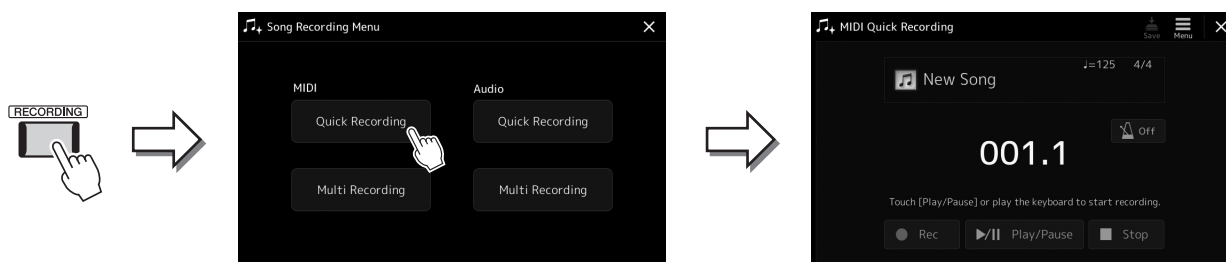 RECORDING
Song Recording Menu
MIDI
Audio
Quick Recording
Quick Recording
Multi Recording
Multi Recording
MIDI Quick Recording
Save
Menu
♩=125 4/4
New Song
Off
001.1
Touch [Play/Pause] or play the keyboard to start recording.
Rec
Play/Pause
Stop